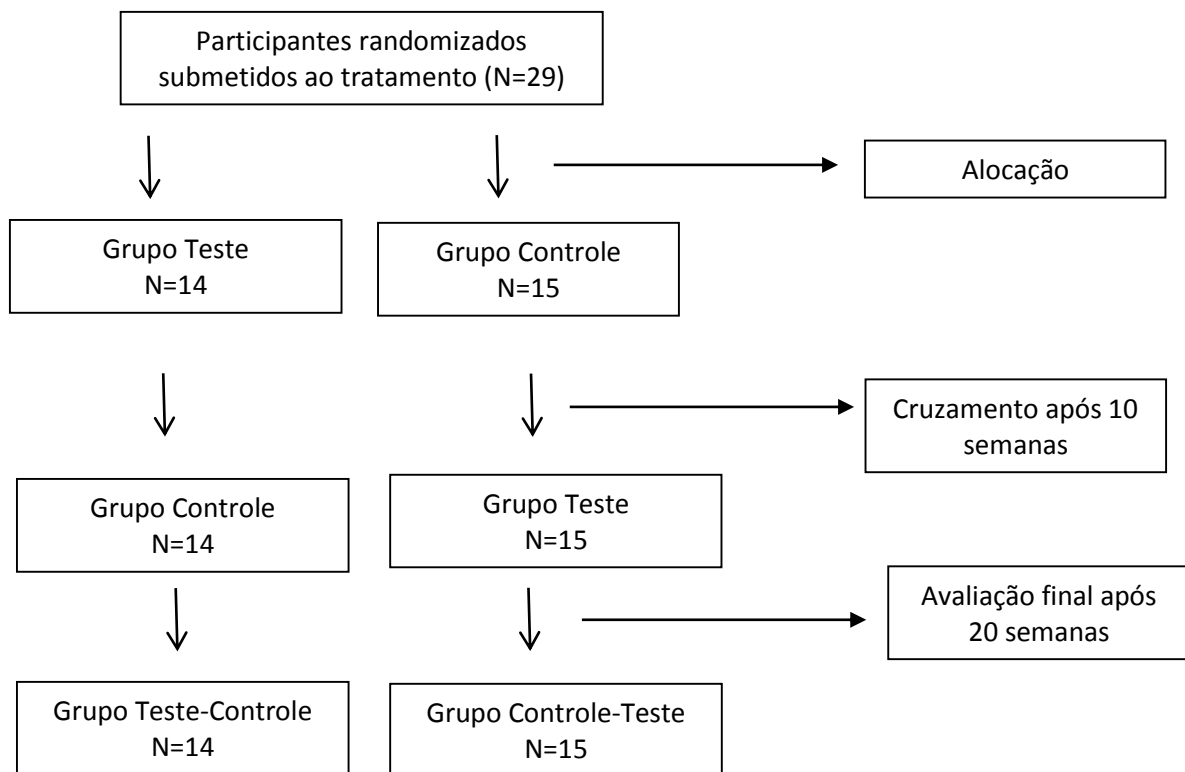 Participantes randomizados
submetidos ao tratamento (N=29)
Alocação
Grupo Teste
N=14
Grupo Controle
N=15
Cruzamento após 10
semanas
Grupo Controle
N=14
Grupo Teste
N=15
Avaliação final após
20 semanas
Grupo Teste-Controle
N=14
Grupo Controle-Teste
N=15